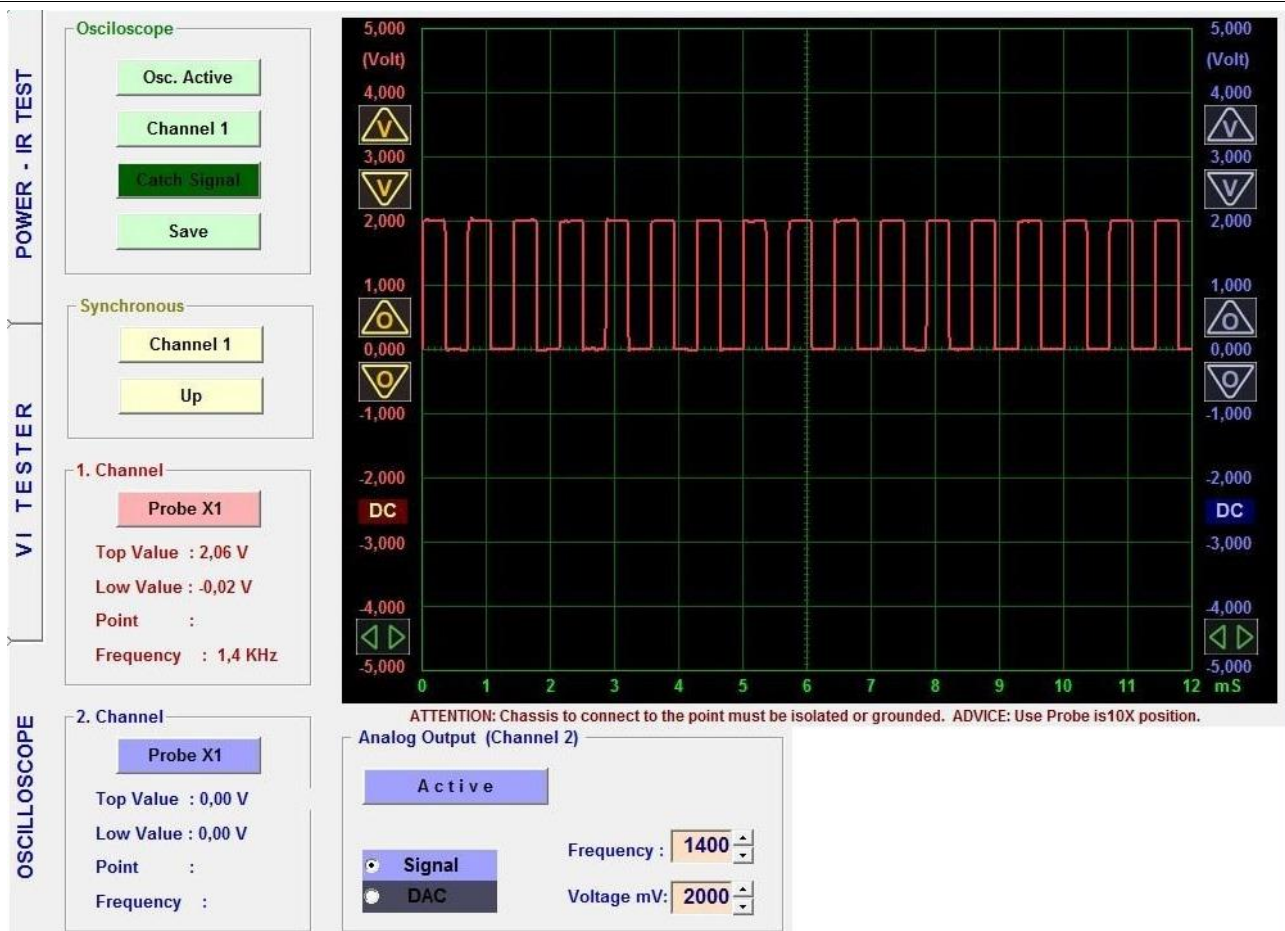 POWER - IR TEST
VI TESTER
OSCILLOSCOPE
Osciloscope
Osc. Active
Channel 1
Catch Signal
Save
Synchronous
Channel 1
Up
1. Channel
Probe X1
Top Value : 2,06 V
Low Value : -0,02 V
Point :
Frequency : 1,4 KHz
2. Channel
Probe X1
Top Value : 0,00 V
Low Value : 0,00 V
Point :
Frequency :
5,000
(Volt)
4,000
V
3,000
V
2,000
1,000
O
0,000
O
-1,000
-2,000
DC
-3,000
-4,000
-5,000
5,000
(Volt)
4,000
V
3,000
V
2,000
1,000
O
0,000
O
-1,000
-2,000
DC
-3,000
-4,000
-5,000
0 1 2 3 4 5 6 7 8 9 10 11 12 mS
ATTENTION: Chassis to connect to the point must be isolated or grounded. ADVICE: Use Probe is10X position.
Analog Output (Channel 2)
Active
Signal
DAC
Frequency : 1400
Voltage mV: 2000